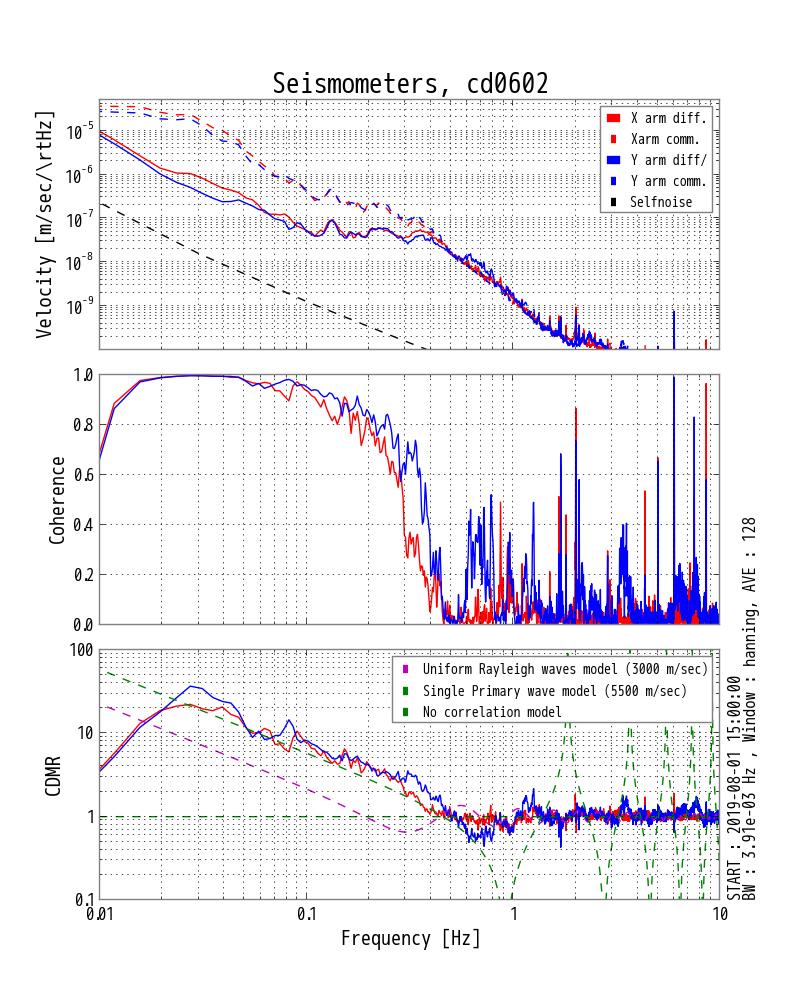 Seismometers, cd0602
Velocity [m/sec/\rtHz]
10^-5
10^-6
10^-7
10^-8
10^-9
X arm diff.
Xarm comm.
Y arm diff/
Y arm comm.
Selfnoise
Coherence
1.0
0.8
0.6
0.4
0.2
0.0
CDMR
100
10
1
0.1
Uniform Rayleigh waves model (3000 m/sec)
Single Primary wave model (5500 m/sec)
No correlation model
0.01 0.1 1 10
Frequency [Hz]
START : 2019-08-01 15:00:00
BW : 3.91e-03 Hz , Window : hanning, AVE : 128